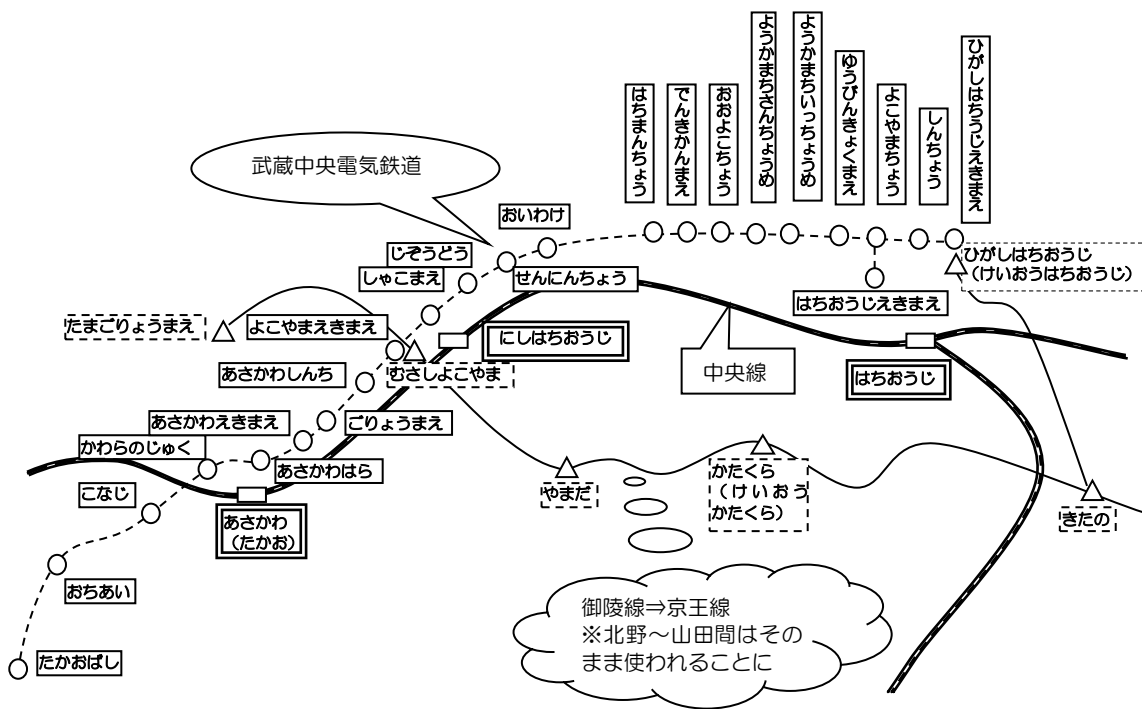 はちまんちょう
でんきかんまえ
おおよこちょう
ようかまちさんちょうめ
ようかまちいっちょうめ
ゆうびんきょくまえ
よこやまちょう
しんちょう
ひがしはちうじえきまえ
武蔵中央電気鉄道
おいわけ
じぞうどう
しゃこまえ
せんにんちょう
ひがしはちおうじ
(けいおうはちおうじ)
はちおうじえきまえ
たまごりょうまえ
よこやまえきまえ
にしはちおうじ
むさしよこやま
中央線
はちおうじ
あさかわしんち
あさかわえきまえ
ごりょうまえ
かわらのじゅく
あさかわはら
こなじ
やまだ
かたくら
(けいおう
かたくら)
きたの
あさかわ
(たかお)
おちあい
たかおばし
御陵線⇒京王線
※北野～山田間はその
まま使われることに